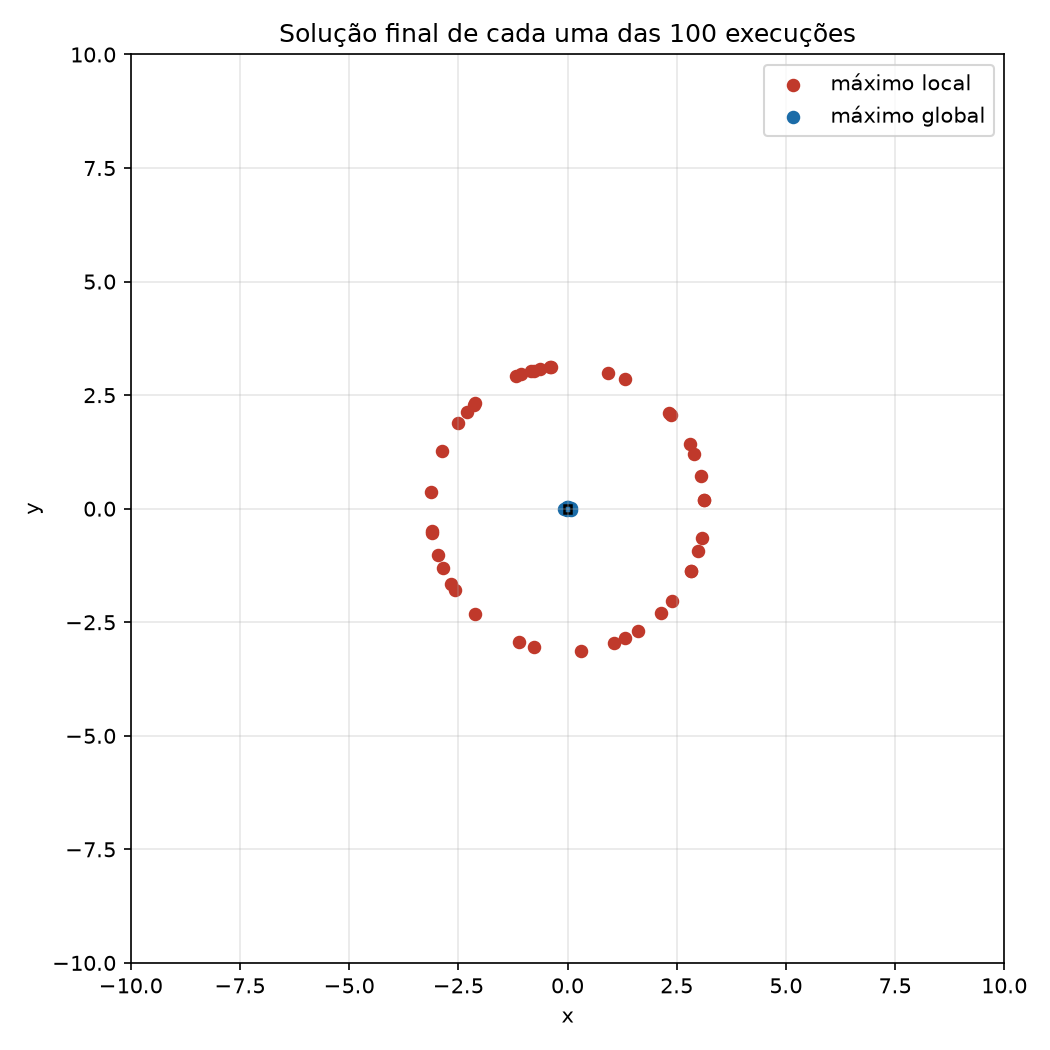 Solução final de cada uma das 100 execuções
máximo local
máximo global
10.0
7.5
5.0
2.5
0.0
−2.5
−5.0
−7.5
−10.0
y
−10.0 −7.5 −5.0 −2.5 0.0 2.5 5.0 7.5 10.0
x